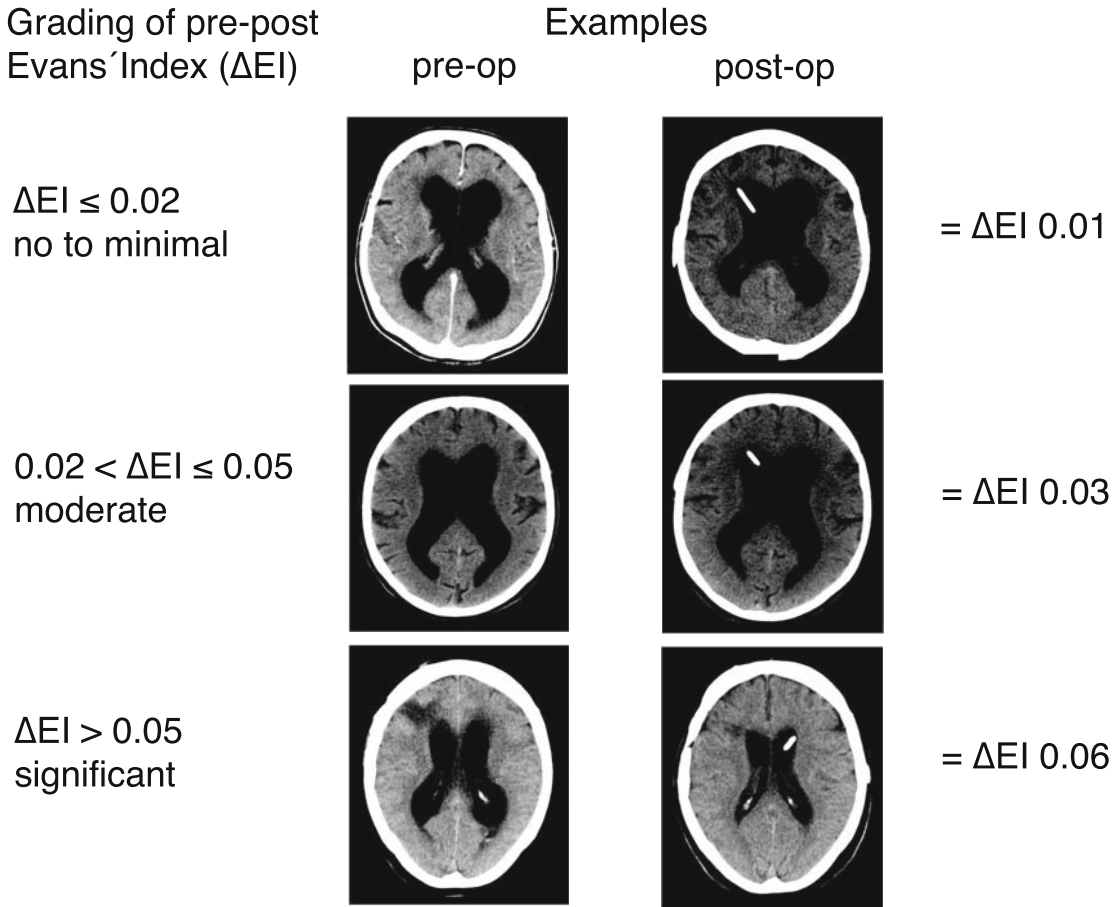 Grading of pre-post
Evans´Index (ΔEI)
Examples
pre-op
post-op
ΔEI ≤ 0.02
no to minimal
= ΔEI 0.01
0.02 < ΔEI ≤ 0.05
moderate
= ΔEI 0.03
ΔEI > 0.05
significant
= ΔEI 0.06